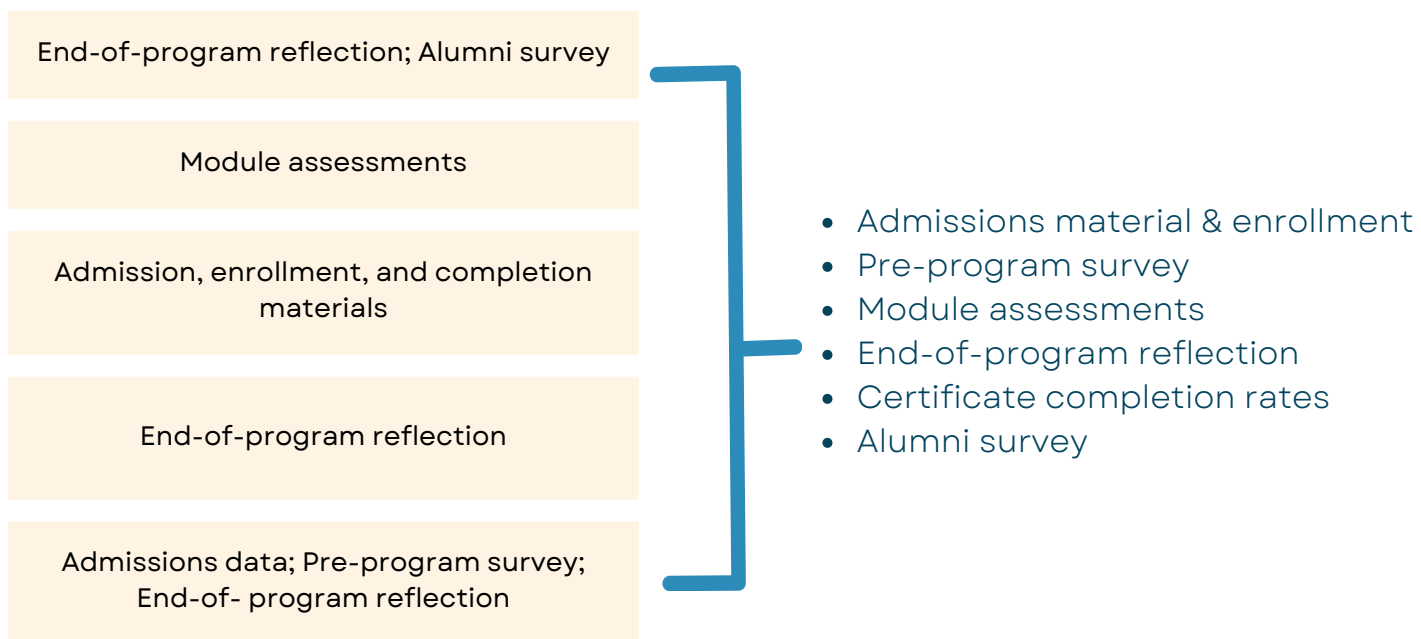 End-of-program reflection; Alumni survey
Module assessments
Admission, enrollment, and completion
materials
End-of-program reflection
Admissions data; Pre-program survey;
End-of- program reflection
• Admissions material & enrollment
• Pre-program survey
• Module assessments
• End-of-program reflection
• Certificate completion rates
• Alumni survey